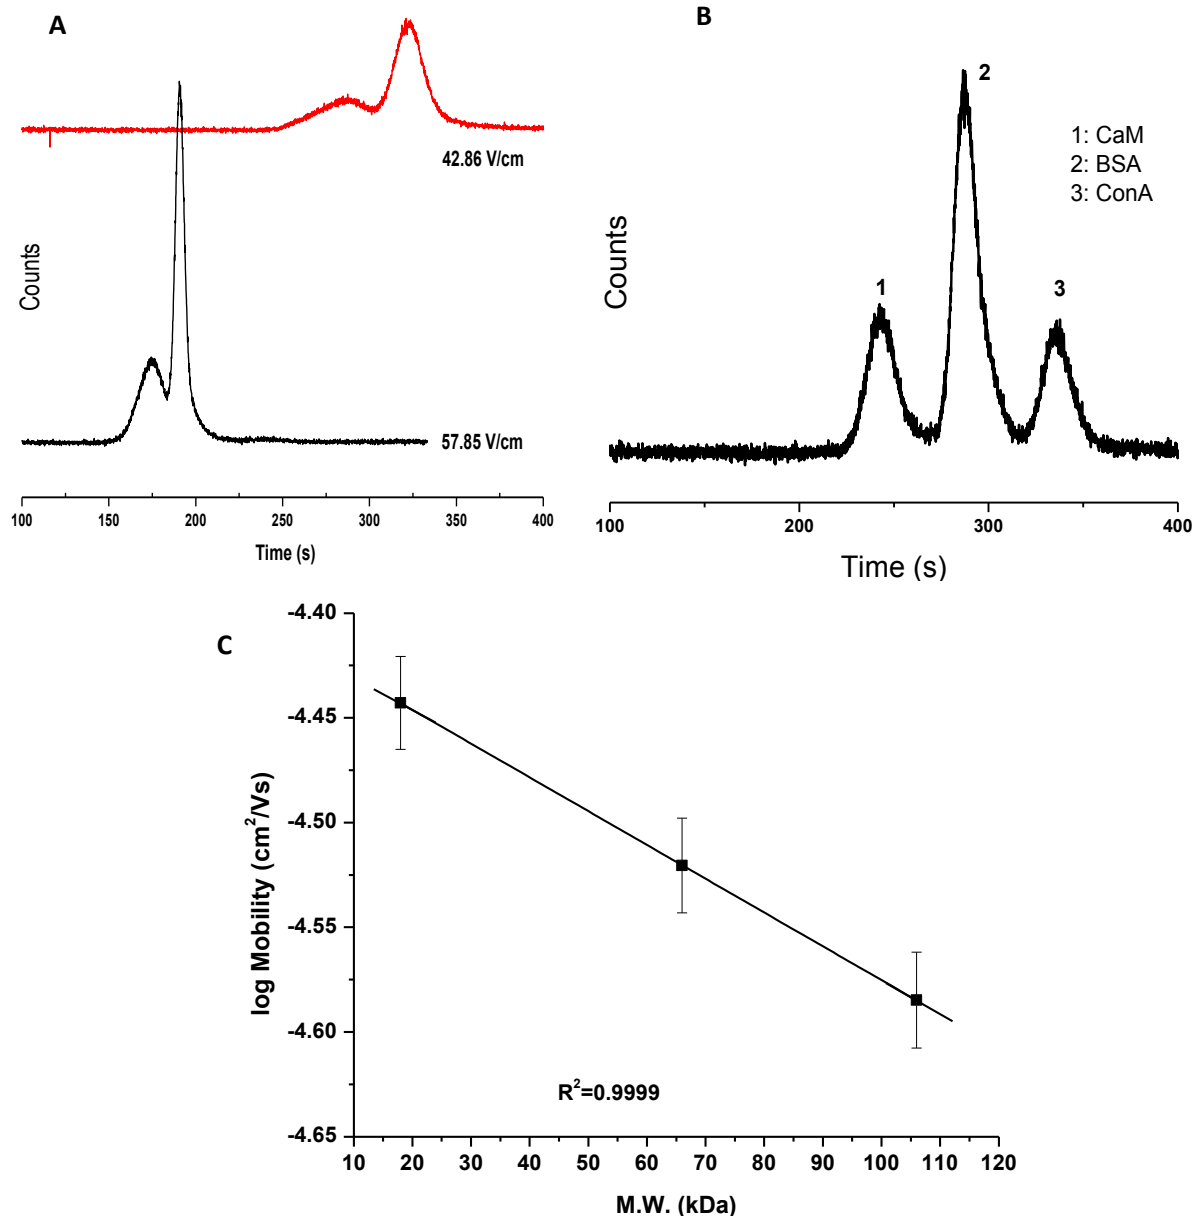 A
42.86 V/cm
Counts
57.85 V/cm
100 150 200 250 300 350 400
Time (s)
B
2
1: CaM
2: BSA
3: ConA
Counts
1
3
100 200 300 400
Time (s)
C
-4.40
-4.45
-4.50
-4.55
-4.60
-4.65
log Mobility (cm²/Vs)
R²=0.9999
10 20 30 40 50 60 70 80 90 100 110 120
M.W. (kDa)